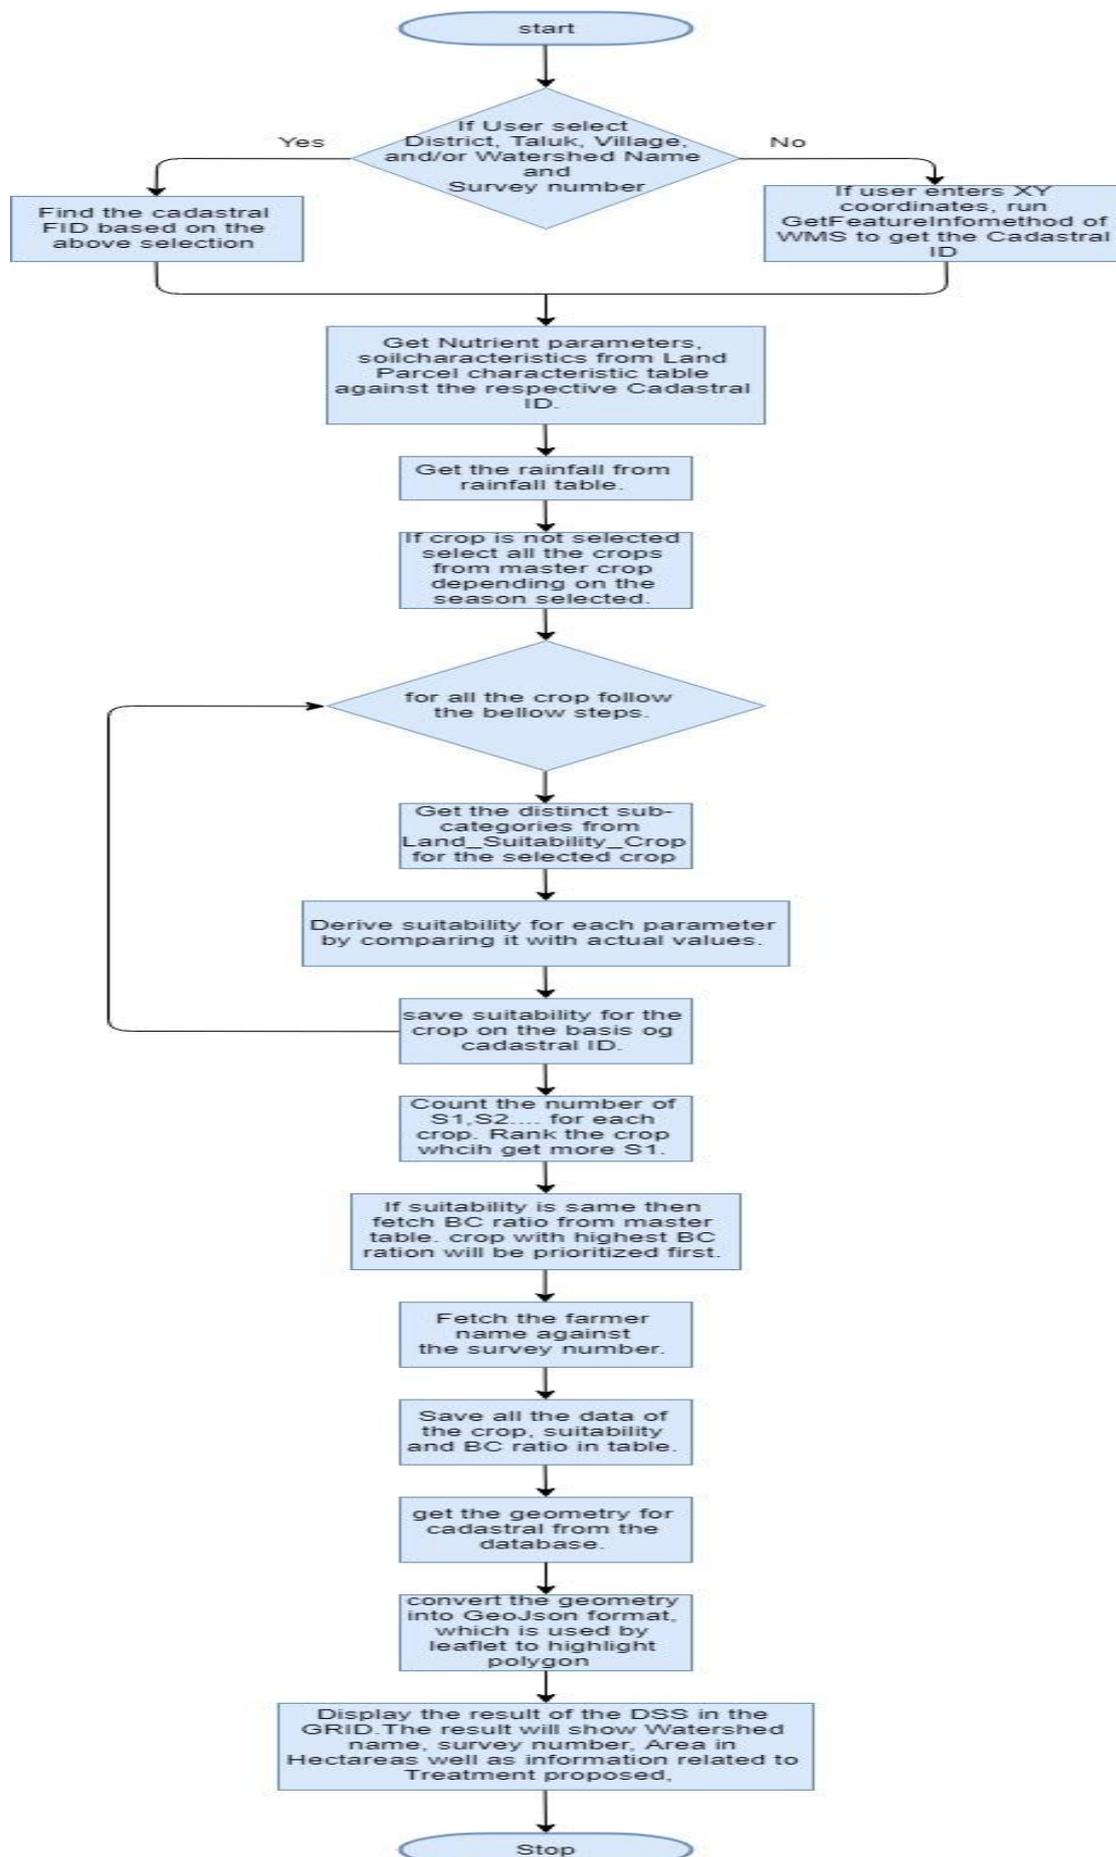 start
If User select
District, Taluk, Village,
and/or Watershed Name
and
Survey number
Yes
No
Find the cadastral
FID based on the
above selection
If user enters XY
coordinates, run
GetFeatureInfomethod of
WMS to get the Cadastral
ID
Get Nutrient parameters,
soilcharacteristics from Land
Parcel characteristic table
against the respective Cadastral
ID.
Get the rainfall from
rainfall table.
If crop is not selected
select all the crops
from master crop
depending on the
season selected.
for all the crop follow
the bellow steps.
Get the distinct sub-
categories from
Land_Suitability_Crop
for the selected crop
Derive suitability for each parameter
by comparing it with actual values.
save suitability for the
crop on the basis og
cadastral ID.
Count the number of
S1,S2.... for each
crop. Rank the crop
whcih get more S1.
If suitability is same then
fetch BC ratio from master
table. crop with highest BC
ration will be prioritized first.
Fetch the farmer
name against
the survey number.
Save all the data of
the crop, suitability
and BC ratio in table.
get the geometry for
cadastral from the
database.
convert the geometry
into GeoJson format,
which is used by
leaflet to highlight
polygon
Display the result of the DSS in the
GRID.The result will show Watershed
name, survey number, Area in
Hectareas well as information related to
Treatment proposed,
Stop